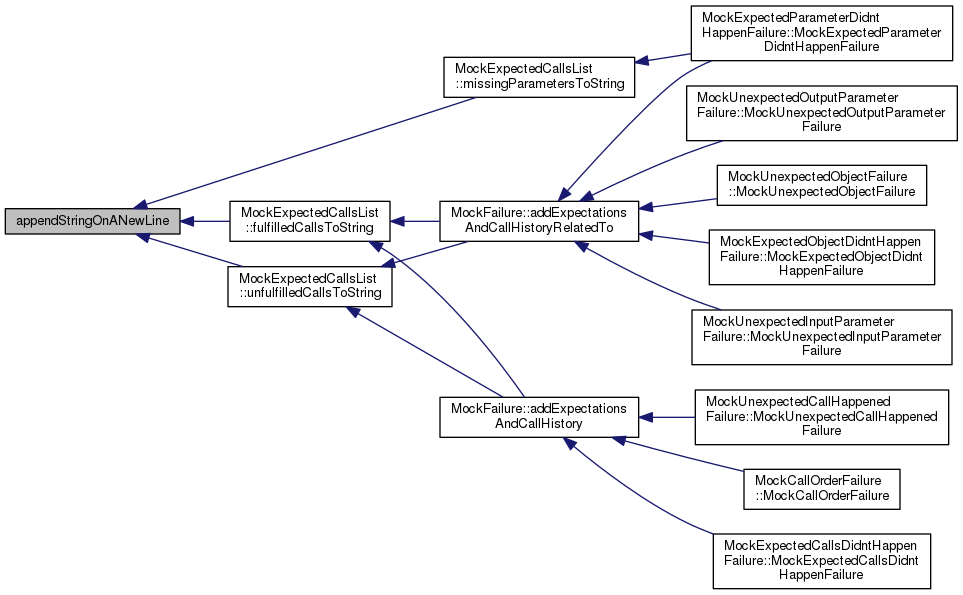 MockExpectedParameterDidnt
HappenFailure::MockExpectedParameter
DidntHappenFailure
MockExpectedCallsList
::missingParametersToString
MockUnexpectedOutputParameter
Failure::MockUnexpectedOutputParameter
Failure
MockUnexpectedObjectFailure
::MockUnexpectedObjectFailure
appendStringOnANewLine
MockExpectedCallsList
::fulfilledCallsToString
MockFailure::addExpectations
AndCallHistoryRelatedTo
MockExpectedObjectDidntHappen
Failure::MockExpectedObjectDidnt
HappenFailure
MockExpectedCallsList
::unfulfilledCallsToString
MockUnexpectedInputParameter
Failure::MockUnexpectedInputParameter
Failure
MockFailure::addExpectations
AndCallHistory
MockUnexpectedCallHappened
Failure::MockUnexpectedCallHappened
Failure
MockCallOrderFailure
::MockCallOrderFailure
MockExpectedCallsDidntHappen
Failure::MockExpectedCallsDidnt
HappenFailure